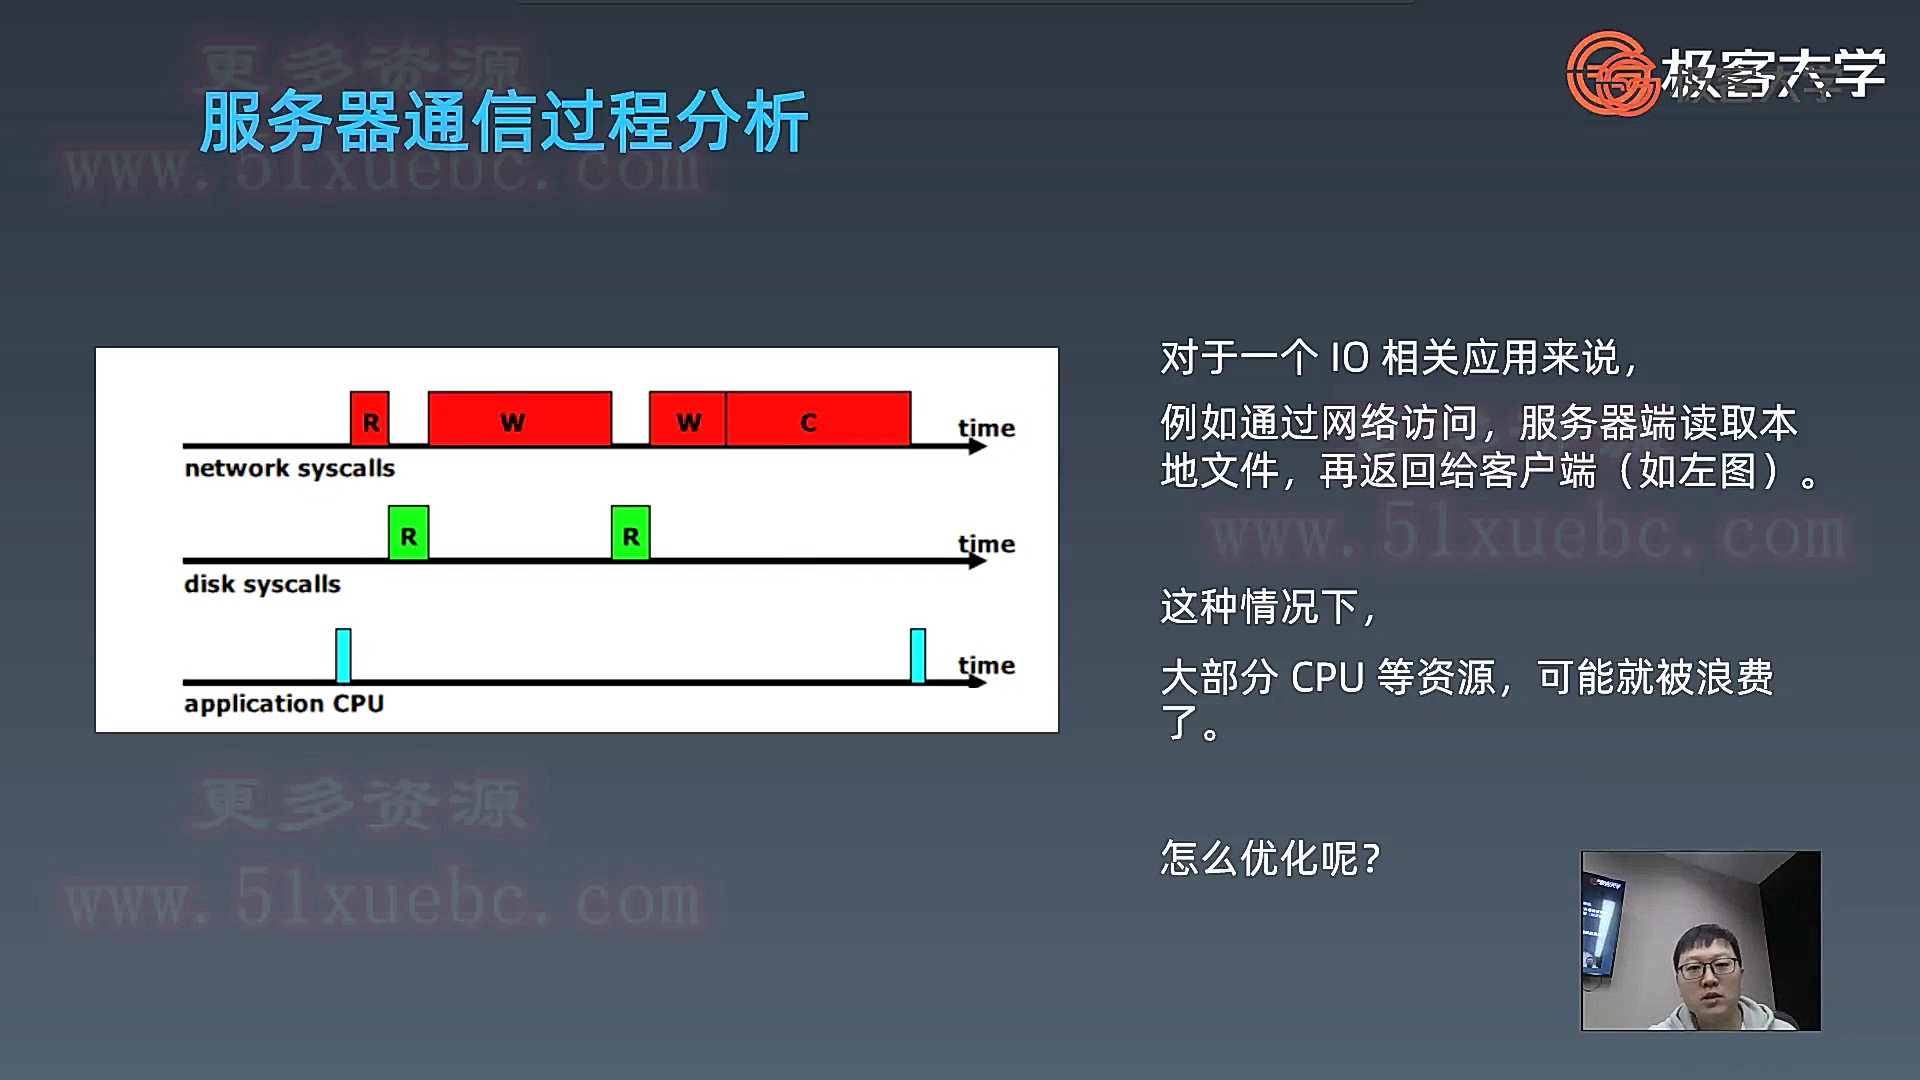 更多资源
极客大学
服务器通信过程分析
www.51xuebc.com
对于一个 IO 相关应用来说，
例如通过网络访问，服务器端读取本
地文件，再返回给客户端（如左图）。
www.51xuebc.com
这种情况下，
大部分 CPU 等资源，可能就被浪费
了。
怎么优化呢？
R W W C time
network syscalls
R R time
disk syscalls
time
application CPU
更多资源
www.51xuebc.com